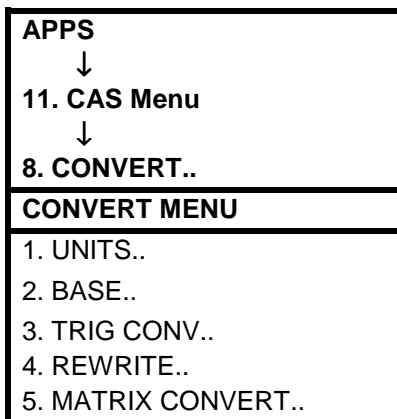 APPS
↓
11. CAS Menu
↓
8. CONVERT..
CONVERT MENU
1. UNITS..
2. BASE..
3. TRIG CONV..
4. REWRITE..
5. MATRIX CONVERT..